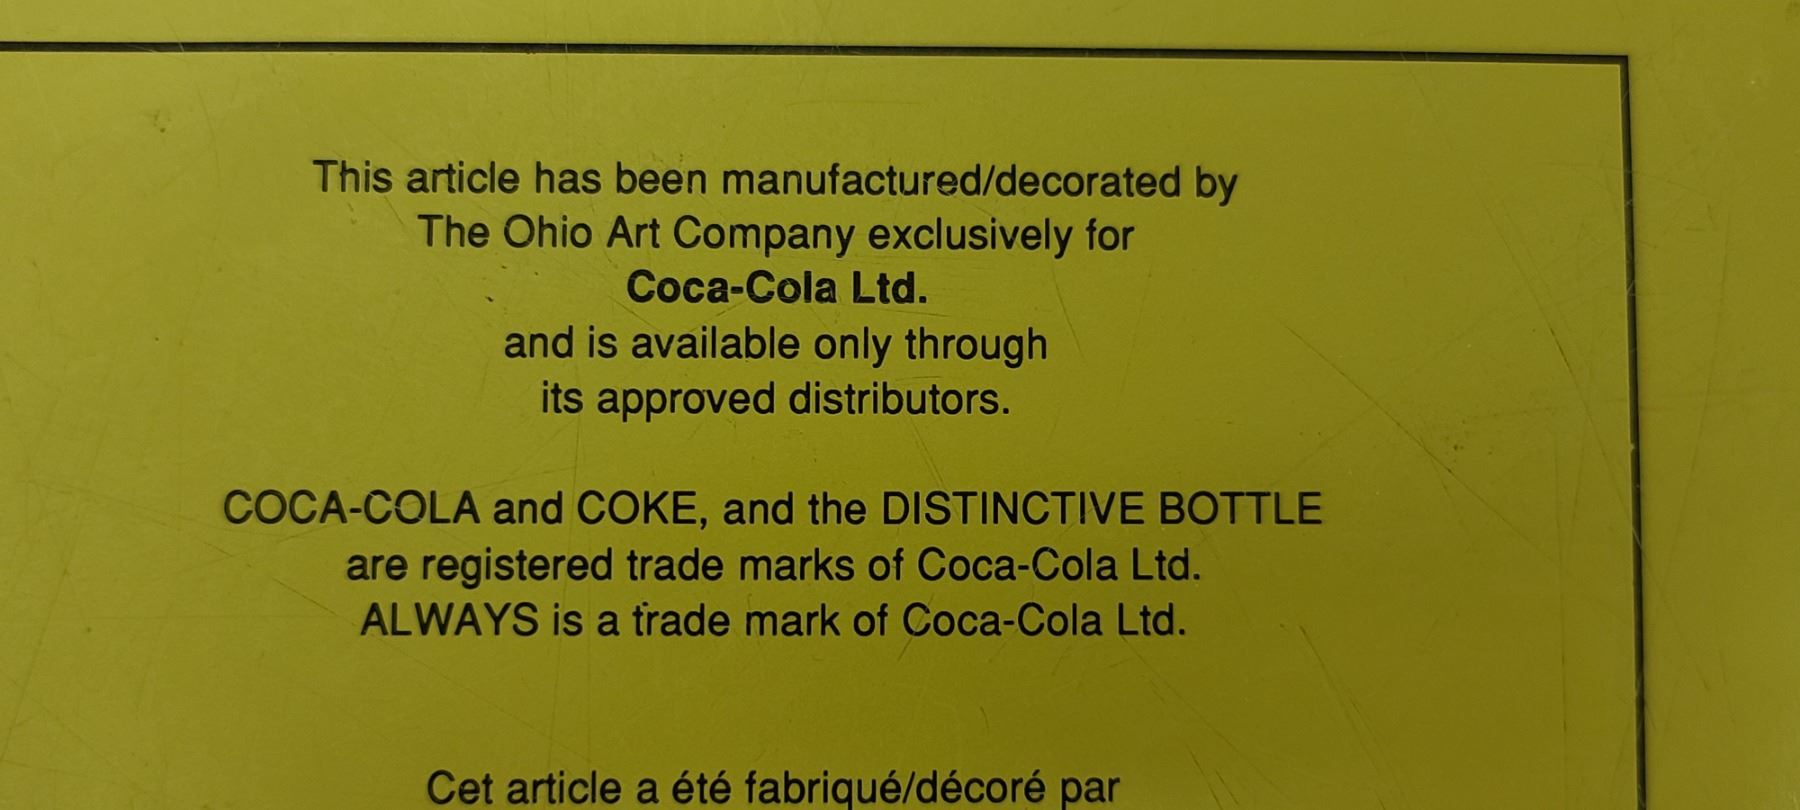 This article has been manufactured/decorated by
The Ohio Art Company exclusively for
Coca-Cola Ltd.
and is available only through
its approved distributors.
COCA-COLA and COKE, and the DISTINCTIVE BOTTLE
are registered trade marks of Coca-Cola Ltd.
ALWAYS is a trade mark of Coca-Cola Ltd.
Cet article a été fabriqué/décoré par